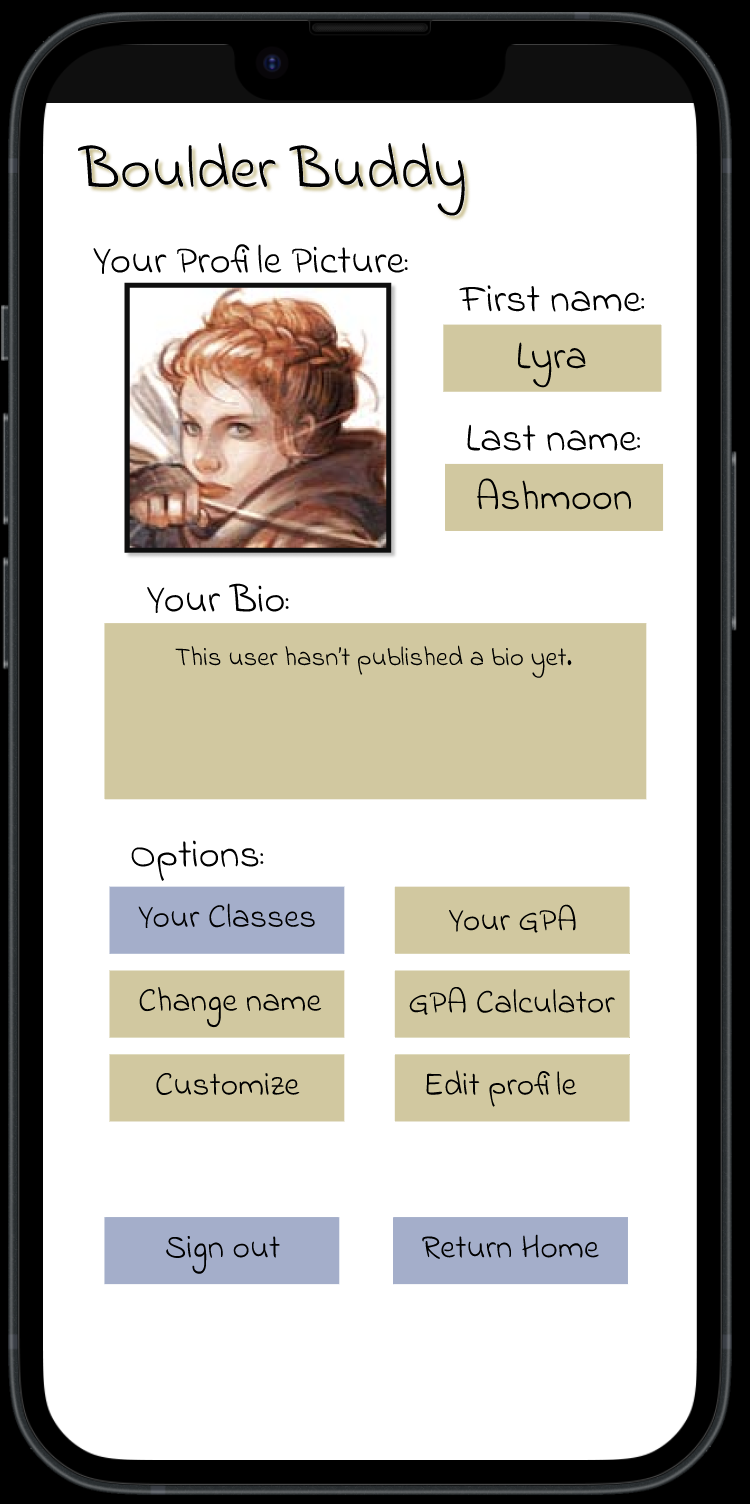 Boulder Buddy
Your Profile Picture:
First name:
Lyra
Last name:
Ashmoon
Your Bio:
This user hasn't published a bio yet.
Options:
Your Classes
Your GPA
Change name
GPA Calculator
Customize
Edit profile
Sign out
Return Home